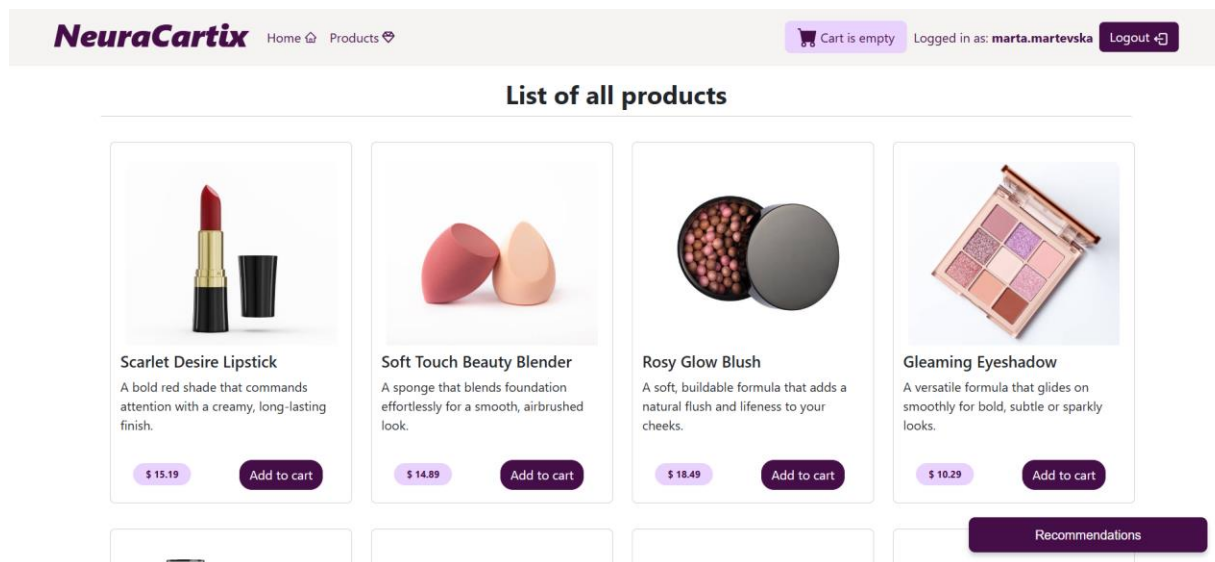 NeuraCartix Home Products Cart is empty Logged in as: marta.martevska Logout
List of all products
Scarlet Desire Lipstick
A bold red shade that commands
attention with a creamy, long-lasting
finish.
$ 15.19 Add to cart
Soft Touch Beauty Blender
A sponge that blends foundation
effortlessly for a smooth, airbrushed
look.
$ 14.89 Add to cart
Rosy Glow Blush
A soft, buildable formula that adds a
natural flush and lifeness to your
cheeks.
$ 18.49 Add to cart
Gleaming Eyeshadow
A versatile formula that glides on
smoothly for bold, subtle or sparkly
looks.
$ 10.29 Add to cart
Recommendations